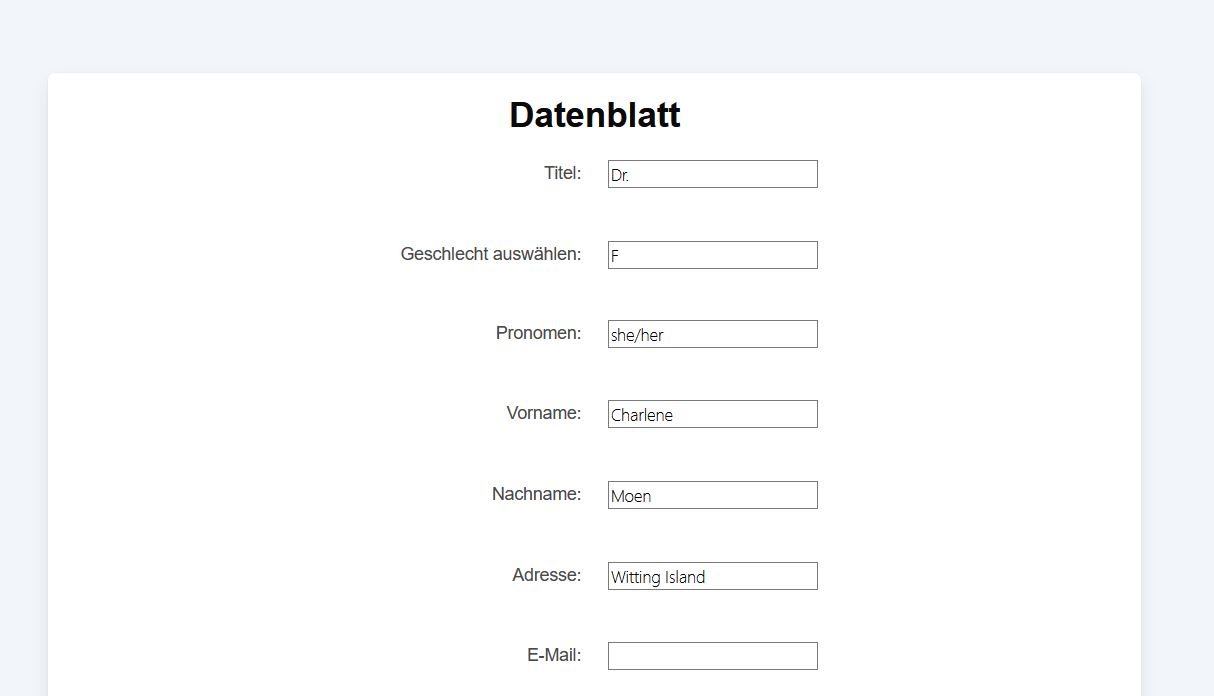 Datenblatt
Titel: Dr.
Geschlecht auswählen: F
Pronomen: she/her
Vorname: Charlene
Nachname: Moen
Adresse: Witting Island
E-Mail: